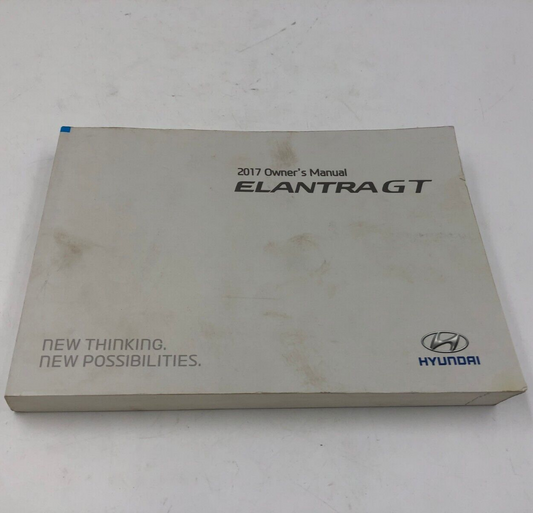 2017 Owner's Manual
ELANTRA GT
NEW THINKING.
NEW POSSIBILITIES.
HYUNDAI